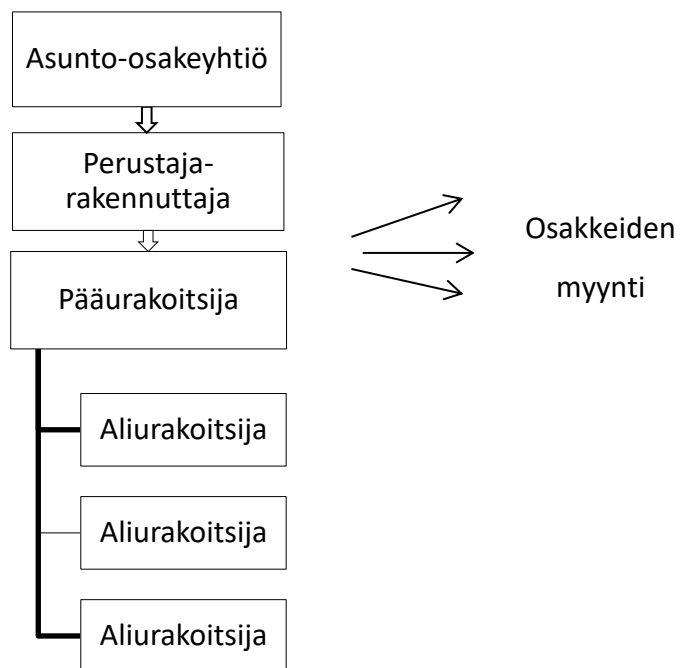 Asunto-osakeyhtiö
Perustaja-
rakennuttaja
Pääurakoitsija
Osakkeiden
myynti
Aliurakoitsija
Aliurakoitsija
Aliurakoitsija